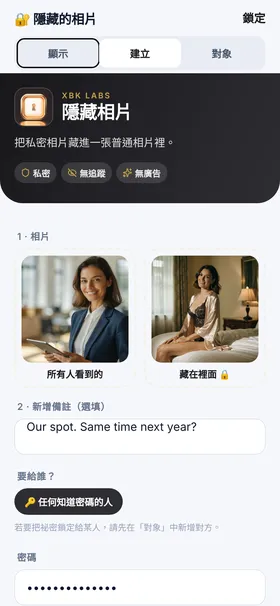 🔐 隱藏的相片
鎖定
顯示
建立
對象
XBK LABS
隱藏相片
把私密相片藏進一張普通相片裡。
私密
無追蹤
無廣告
1 · 相片
所有人看到的
藏在裡面 🔒
2 · 新增備註（選填）
Our spot. Same time next year?
要給誰？
🔑 任何知道密碼的人
若要把祕密鎖定給某人，請先在「對象」中新增對方。
密碼
••••••••••••••